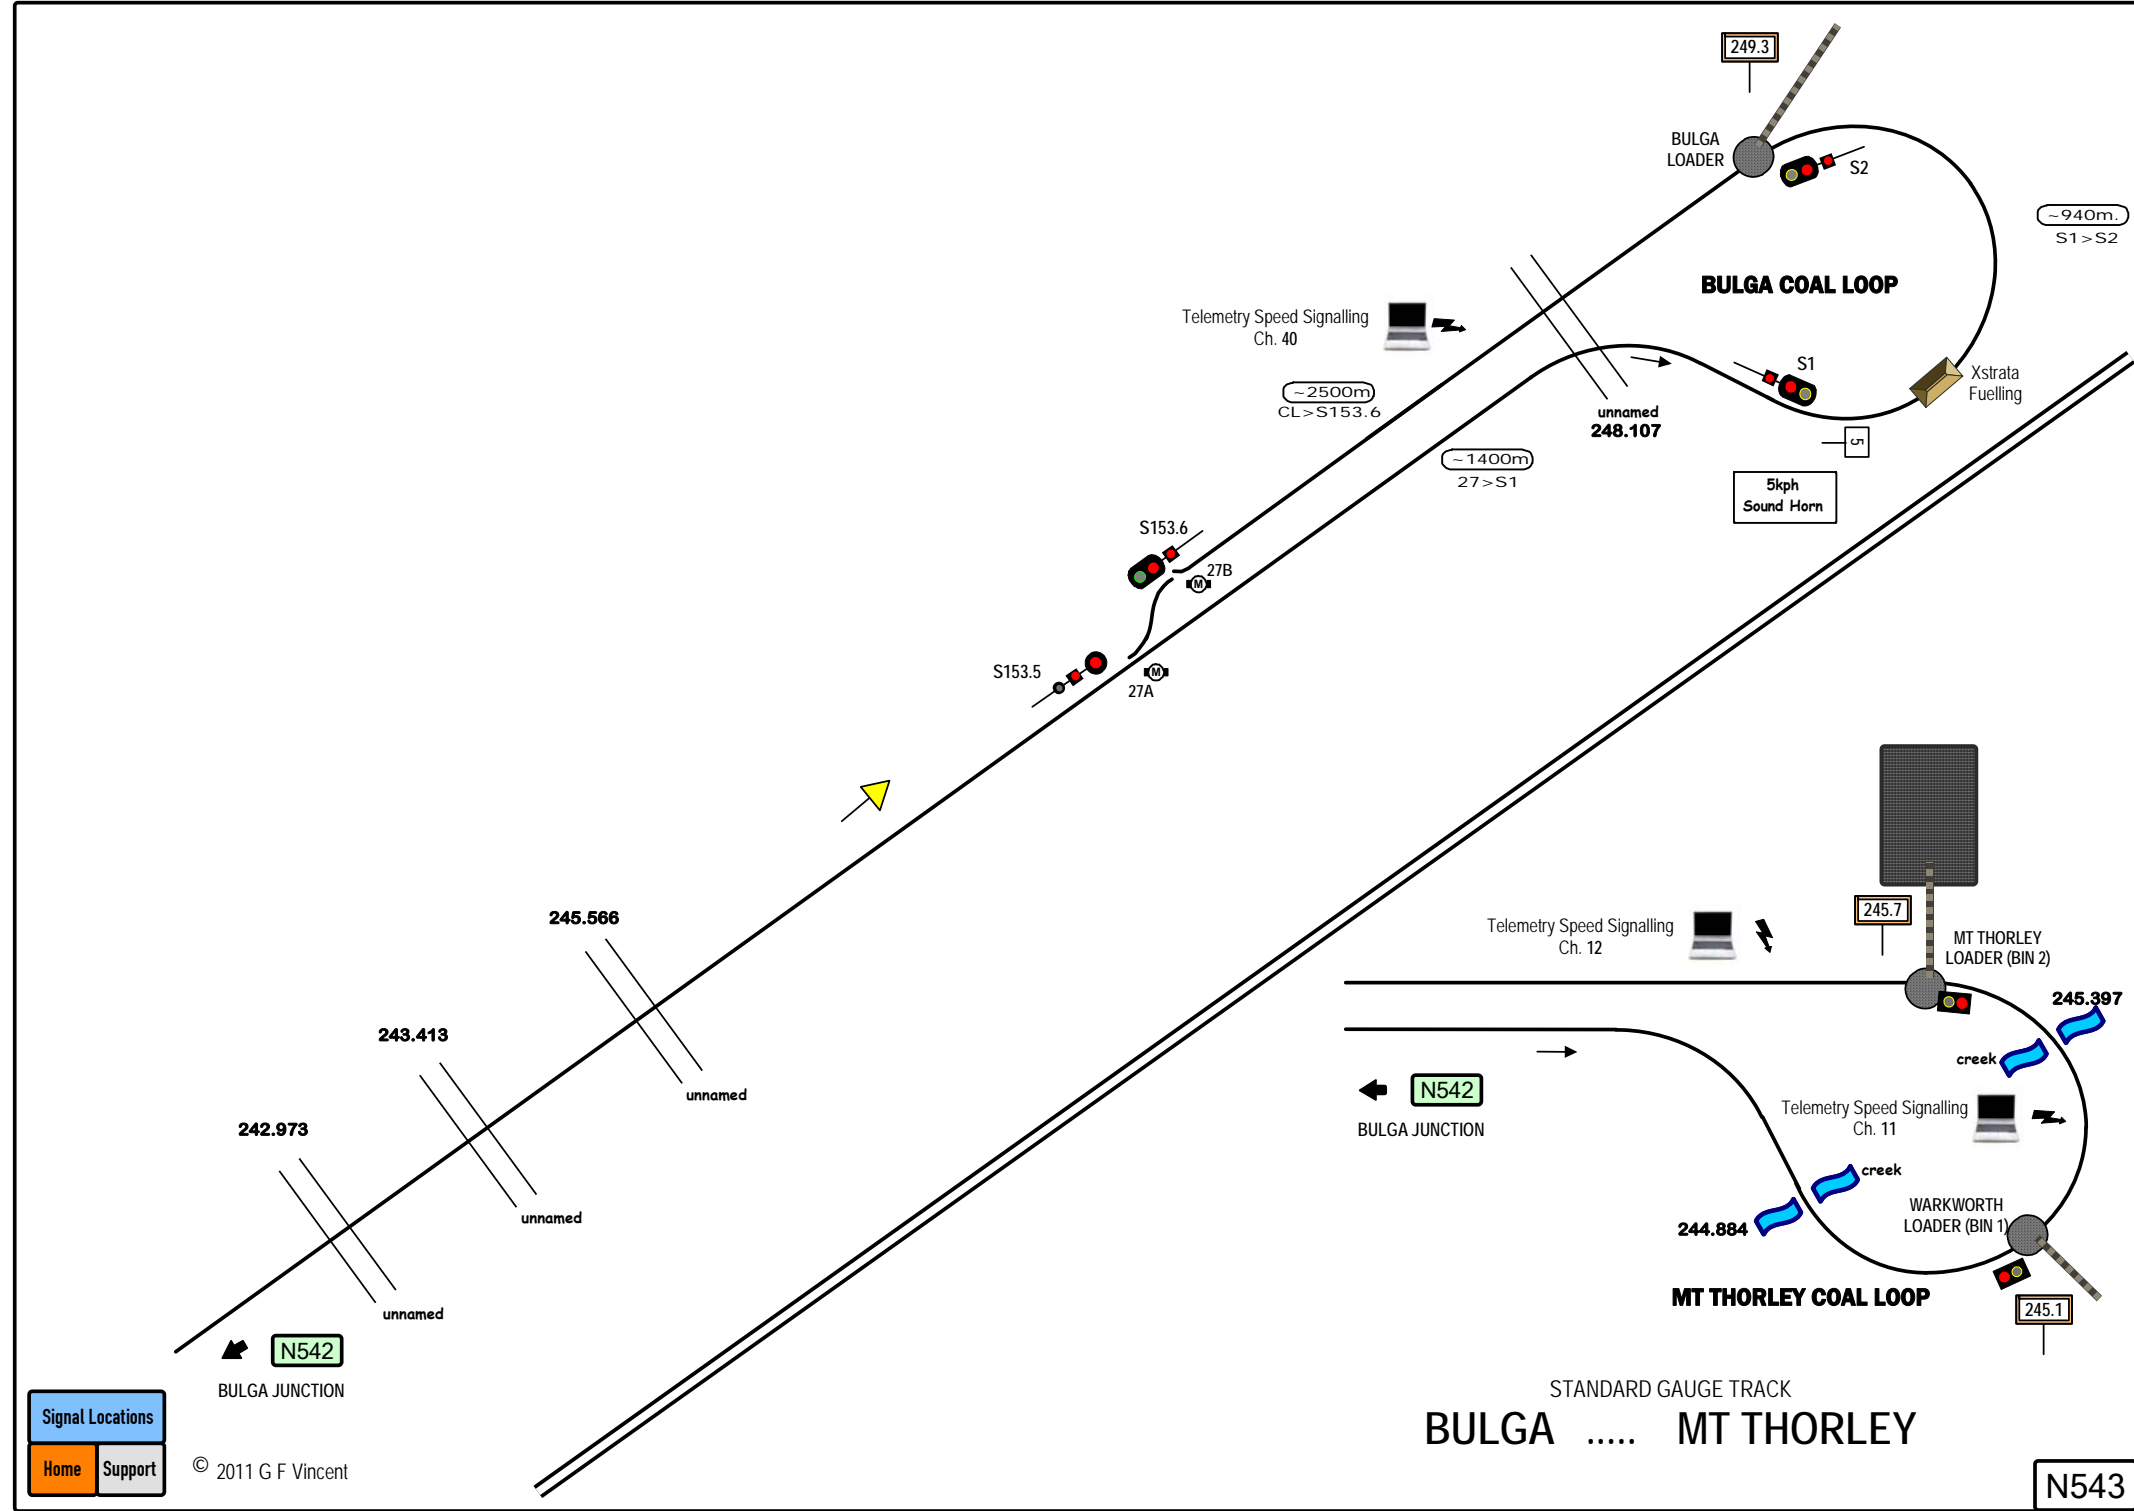 249.3
BULGA
LOADER
S2
~940m.
S1>S2
BULGA COAL LOOP
Telemetry Speed Signalling
Ch. 40
S1
Xstrata
Fuelling
~2500m
CL>S153.6
unnamed
248.107
5
~1400m
27>S1
5kph
Sound Horn
S153.6
M
27B
S153.5
M
27A
245.7
245.566
Telemetry Speed Signalling
Ch. 12
MT THORLEY
LOADER (BIN 2)
245.397
243.413
creek
unnamed
N542
BULGA JUNCTION
Telemetry Speed Signalling
Ch. 11
242.973
creek
unnamed
244.884
WARKWORTH
LOADER (BIN 1)
MT THORLEY COAL LOOP
245.1
unnamed
N542
BULGA JUNCTION
STANDARD GAUGE TRACK
BULGA ..... MT THORLEY
Signal Locations
Home
Support
© 2011 G F Vincent
N543